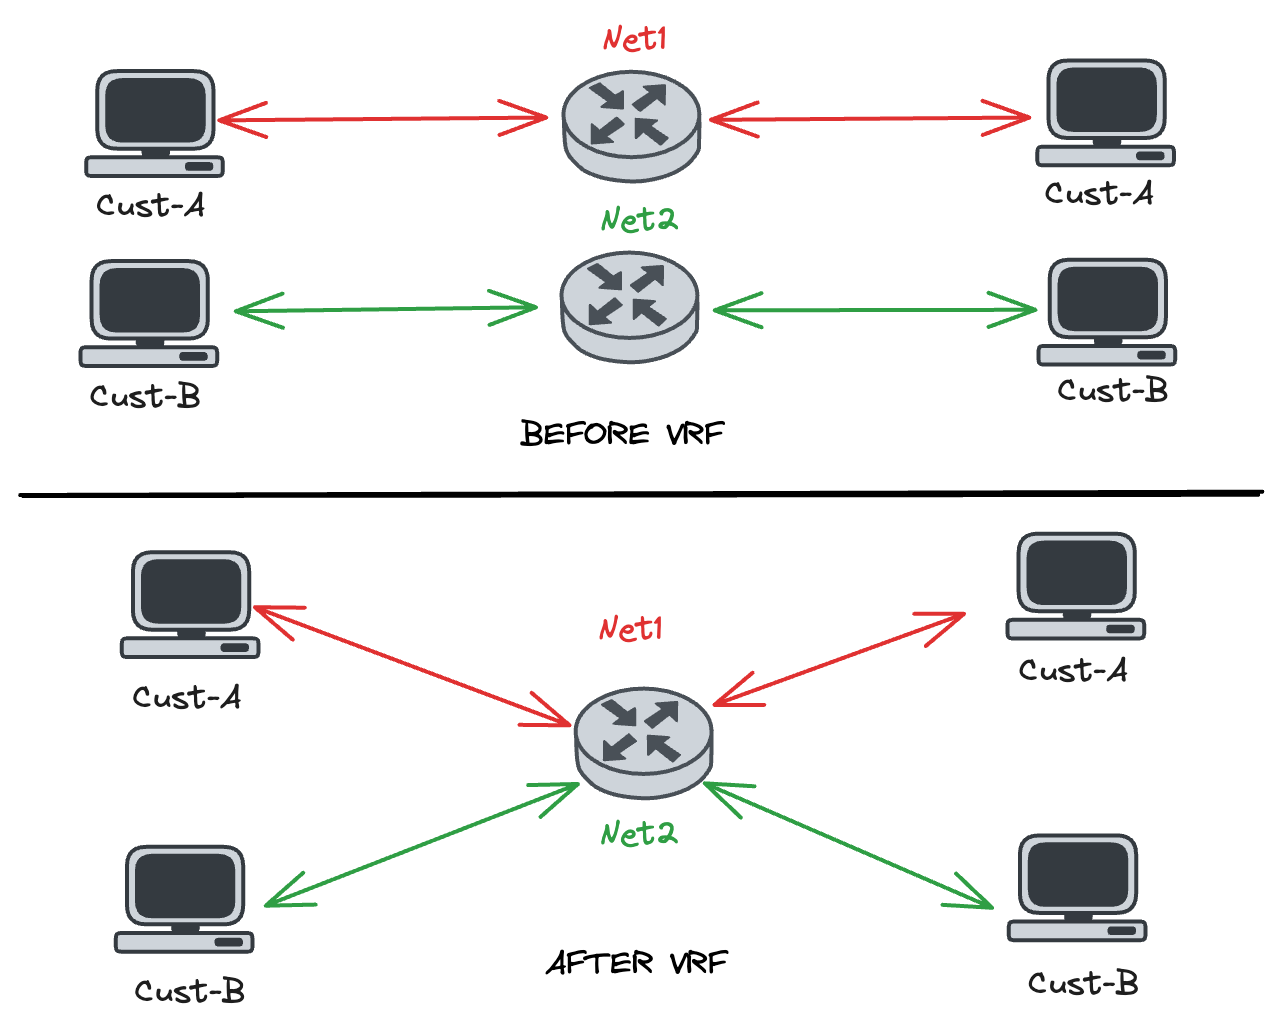 Net1
Cust-A
Cust-A
Net2
Cust-B
Cust-B
BEFORE VRF
Net1
Cust-A
Cust-A
Net2
Cust-B
Cust-B
AFTER VRF